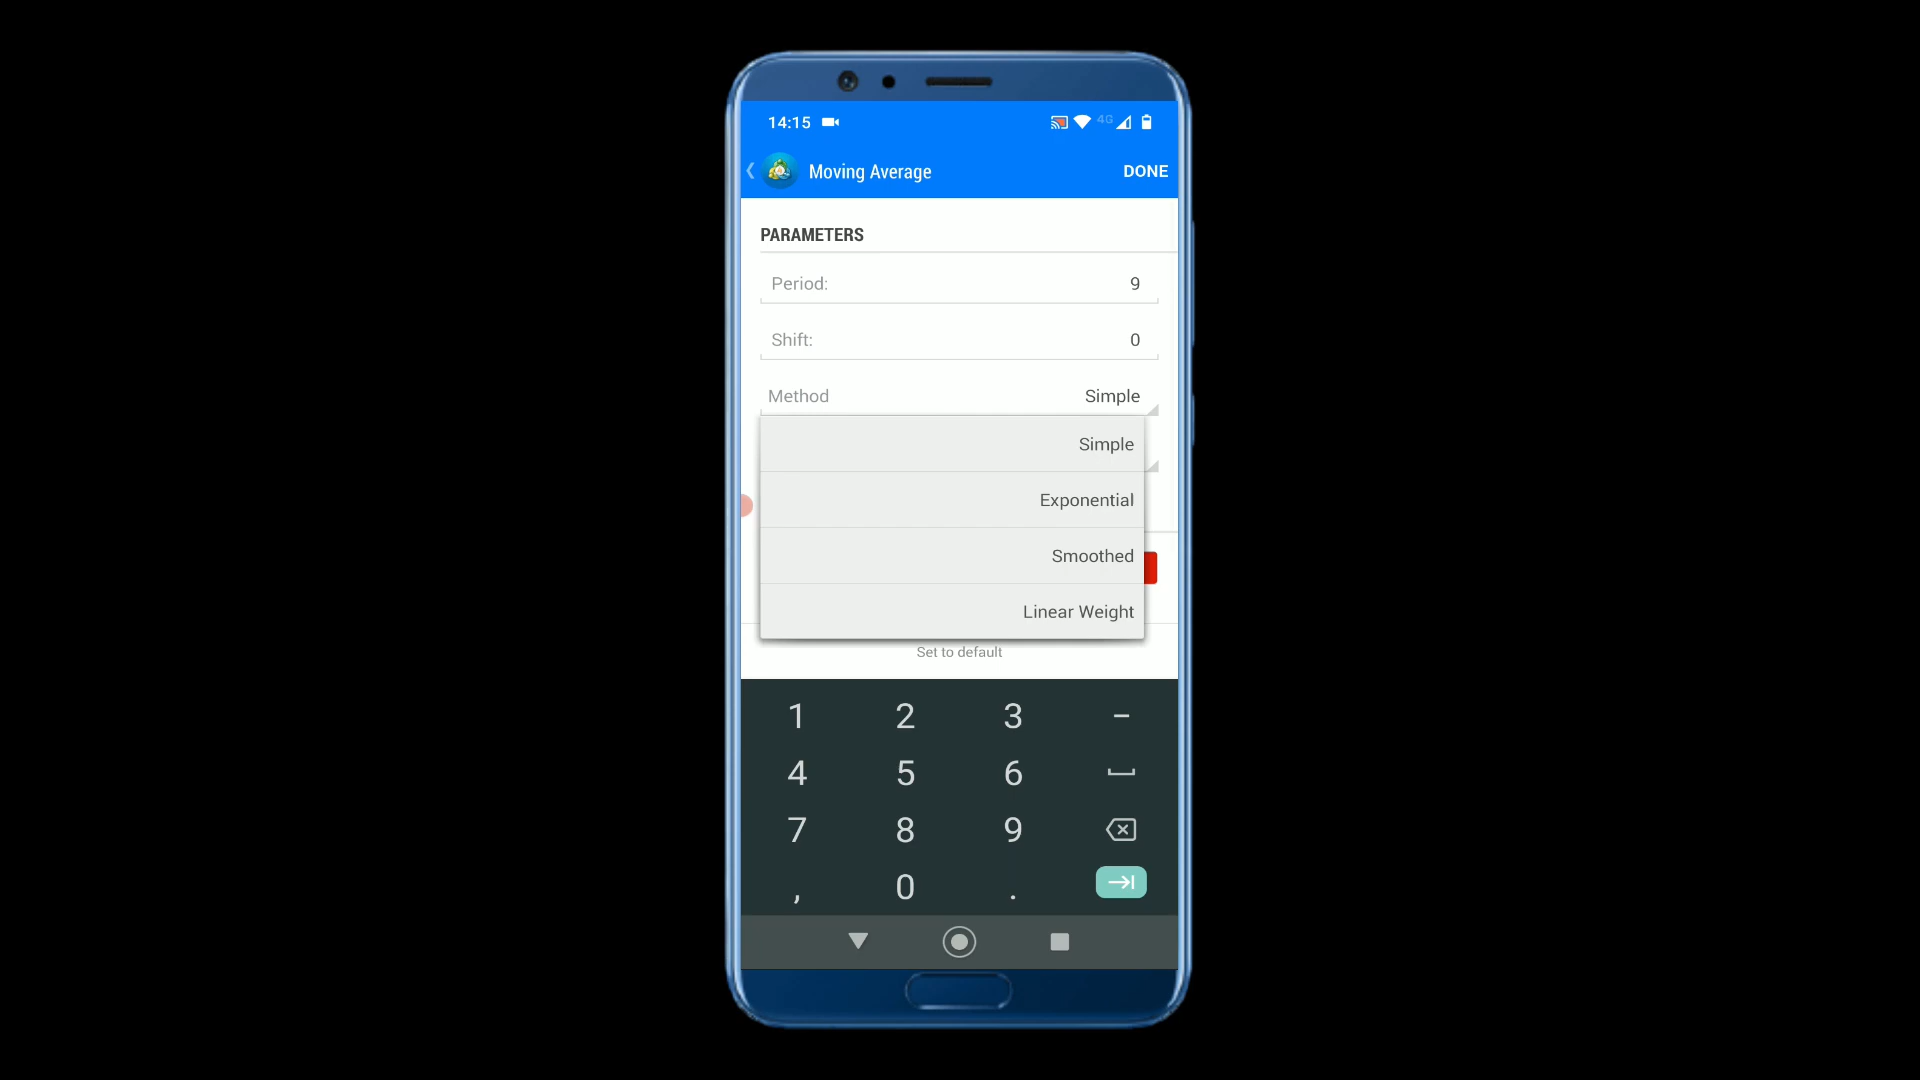 14:15 4G
Moving Average DONE
PARAMETERS
Period: 9
Shift: 0
Method Simple
Simple
Exponential
Smoothed
Linear Weight
Set to default
1 2 3 -
4 5 6
7 8 9
, 0 .